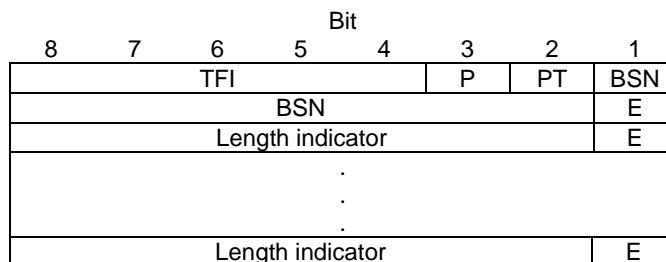 Bit
8 7 6 5 4 3 2 1
TFI P PT BSN
BSN E
Length indicator E
.
.
.
Length indicator E